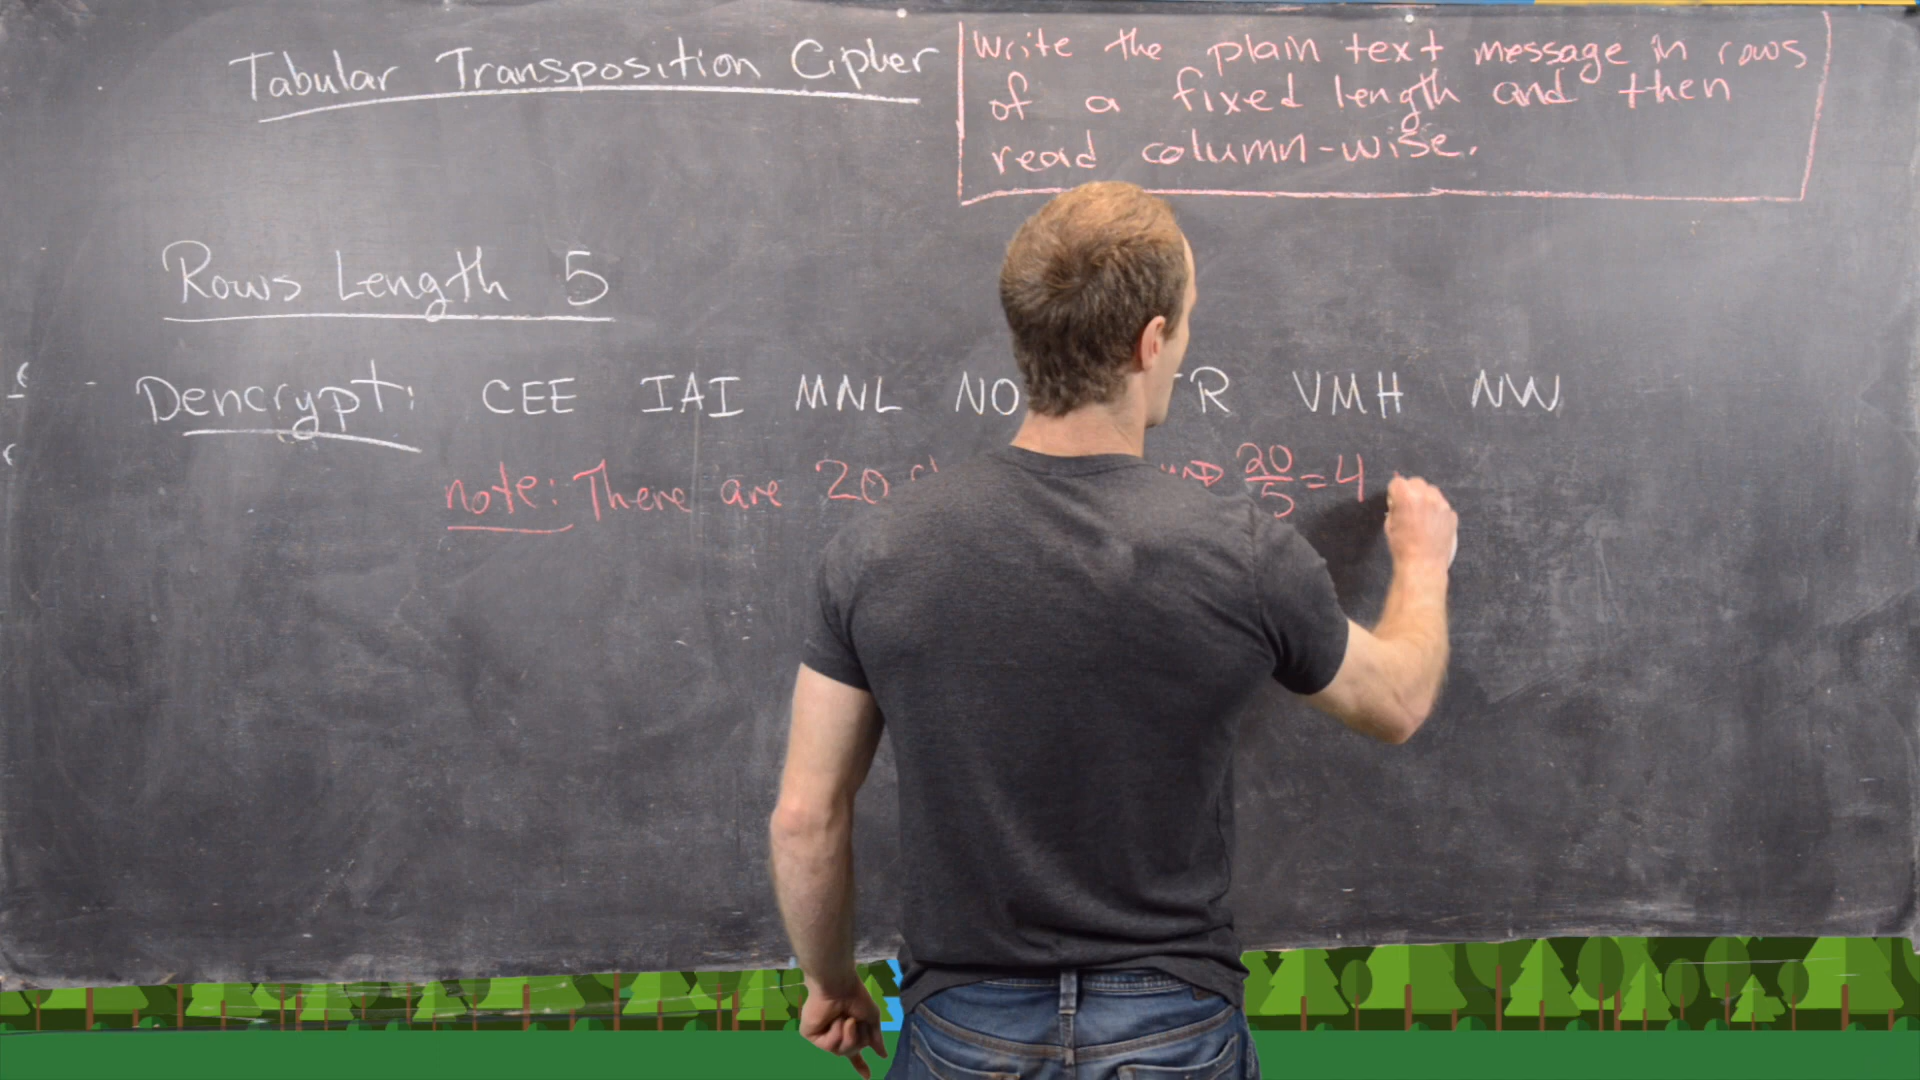 Tabular Transposition Cipher
Write the plain text message in rows
of a fixed length and then
read column-wise.
Rows Length 5
Dencrypt: CEE IAI MNL NO R VMH NW
note: There are 20 20/5=4